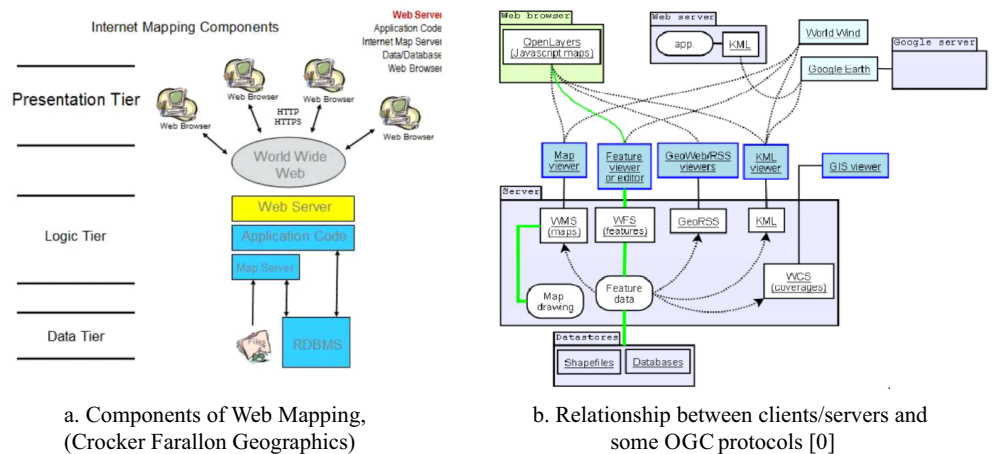 Internet Mapping Components
Web Server
Application Code
Internet Map Server
Data/Database
Web Browser
Presentation Tier
Web Browser
Web Browser
Web Browser
Web Browser
HTTP
HTTPS
World Wide
Web
Logic Tier
Web Server
Application Code
Map Server
Data Tier
Files
RDBMS
a. Components of Web Mapping,
(Crocker Farallon Geographics)
Web browser
OpenLayers
(Javascript maps)
Web server
app.
KML
World Wind
Google Earth
Google server
Map
viewer
Feature
viewer
or editor
GeoWeb/RSS
viewers
KML
viewer
GIS viewer
Server
WMS
(maps)
WFS
(features)
GeoRSS
KML
WCS
(coverages)
Map
drawing
Feature
data
Datastores
Shapefiles
Databases
b. Relationship between clients/servers and
some OGC protocols [0]